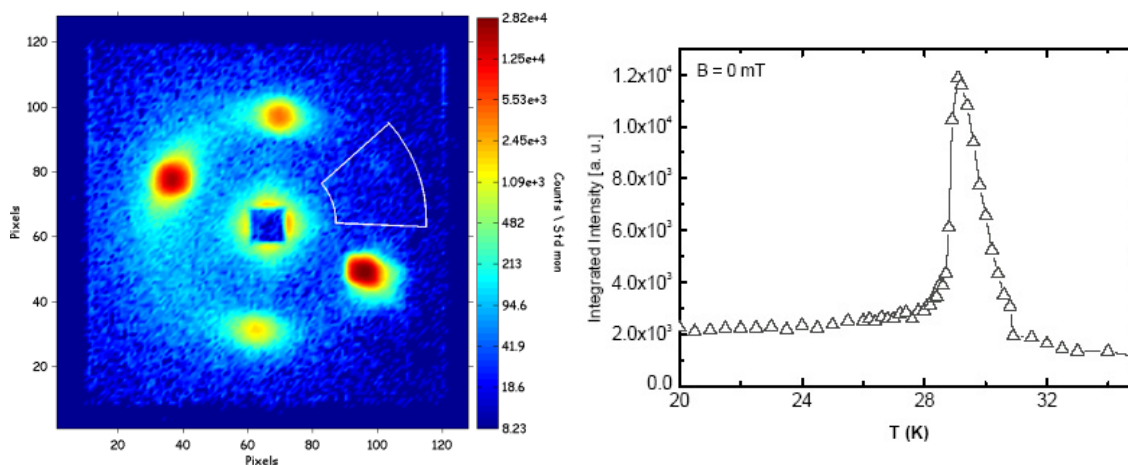 120
100
80
60
40
20
Pixels
20 40 60 80 100 120
Pixels
2.82e+4
1.25e+4
5.53e+3
2.45e+3
1.09e+3
482
213
94.6
41.9
18.6
8.23
Counts \ Std mon
B = 0 mT
1.2x10⁴
1.0x10⁴
8.0x10³
6.0x10³
4.0x10³
2.0x10³
0.0
Integrated Intensity [a. u.]
20 24 28 32
T (K)